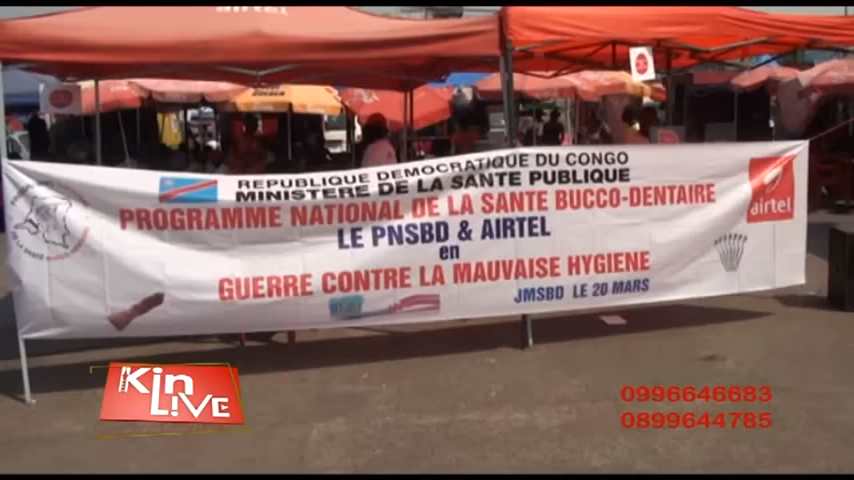 REPUBLIQUE DEMOCRATIQUE DU CONGO
MINISTERE DE LA SANTE PUBLIQUE
PROGRAMME NATIONAL DE LA SANTE BUCCO-DENTAIRE
LE PNSBD & AIRTEL
en
GUERRE CONTRE LA MAUVAISE HYGIENE
JMSBD LE 20 MARS
airtel
Kin
LIVE
0996646683
0899644785